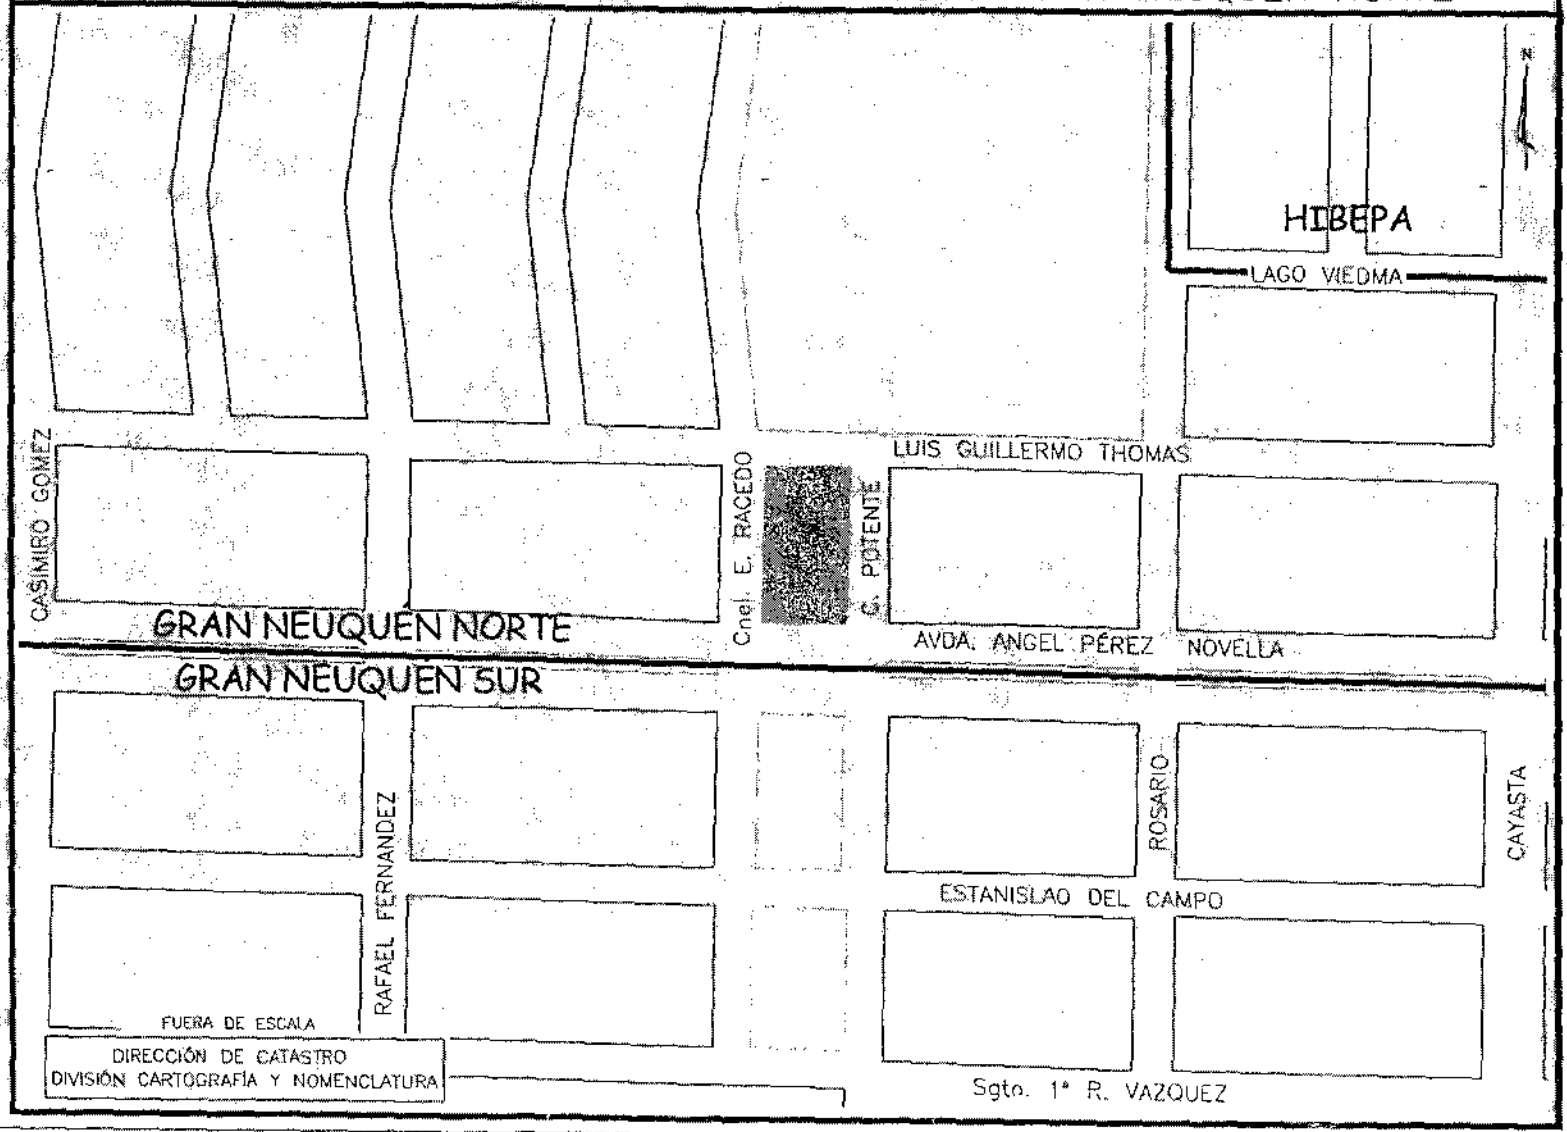 N
HIBEPA
LAGO VIEDMA
LUIS GUILLERMO THOMAS
CASIMIRO GOMEZ
Cnel. E. RACEDO
C. POTENTE
GRAN NEUQUEN NORTE
AVDA. ANGEL PÉREZ NOVELLA
GRAN NEUQUEN SUR
RAFAEL FERNANDEZ
ROSARIO
CAYASTA
ESTANISLAO DEL CAMPO
FUERA DE ESCALA
DIRECCIÓN DE CATASTRO
DIVISIÓN CARTOGRAFÍA Y NOMENCLATURA
Sgto. 1ª R. VAZQUEZ